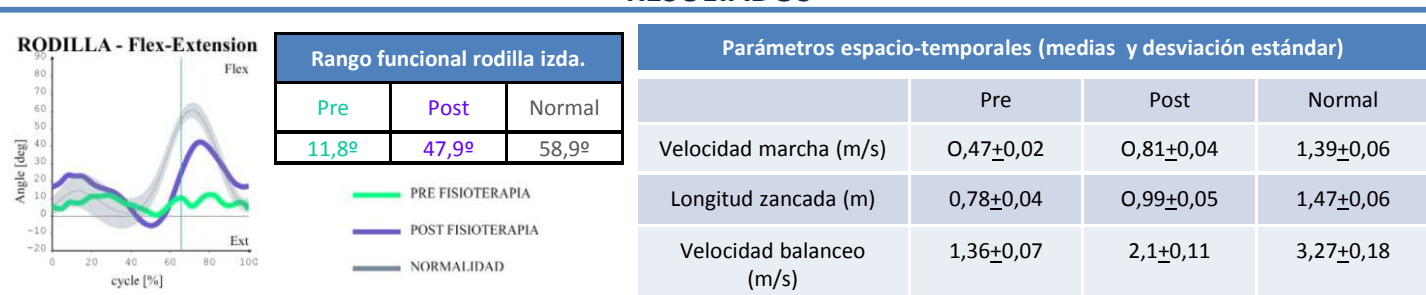 RODILLA - Flex-Extension
90
80
70
60
50
40
30
20
10
0
−10
−20
Angle [deg]
Flex
Ext
0 20 40 60 80 100
cycle [%]
Rango funcional rodilla izda.
Pre Post Normal
11,8º 47,9º 58,9º
PRE FISIOTERAPIA
POST FISIOTERAPIA
NORMALIDAD
Parámetros espacio-temporales (medias y desviación estándar)
Pre Post Normal
Velocidad marcha (m/s) O,47+0,02 O,81+0,04 1,39+0,06
Longitud zancada (m) 0,78+0,04 O,99+0,05 1,47+0,06
Velocidad balanceo 1,36+0,07 2,1+0,11 3,27+0,18
(m/s)